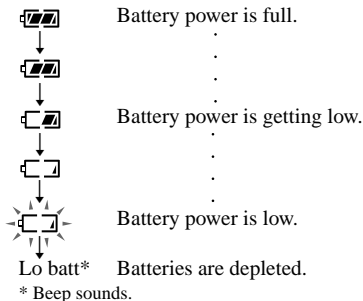 Battery power is full.
Battery power is getting low.
Battery power is low.
Lo batt* Batteries are depleted.
* Beep sounds.